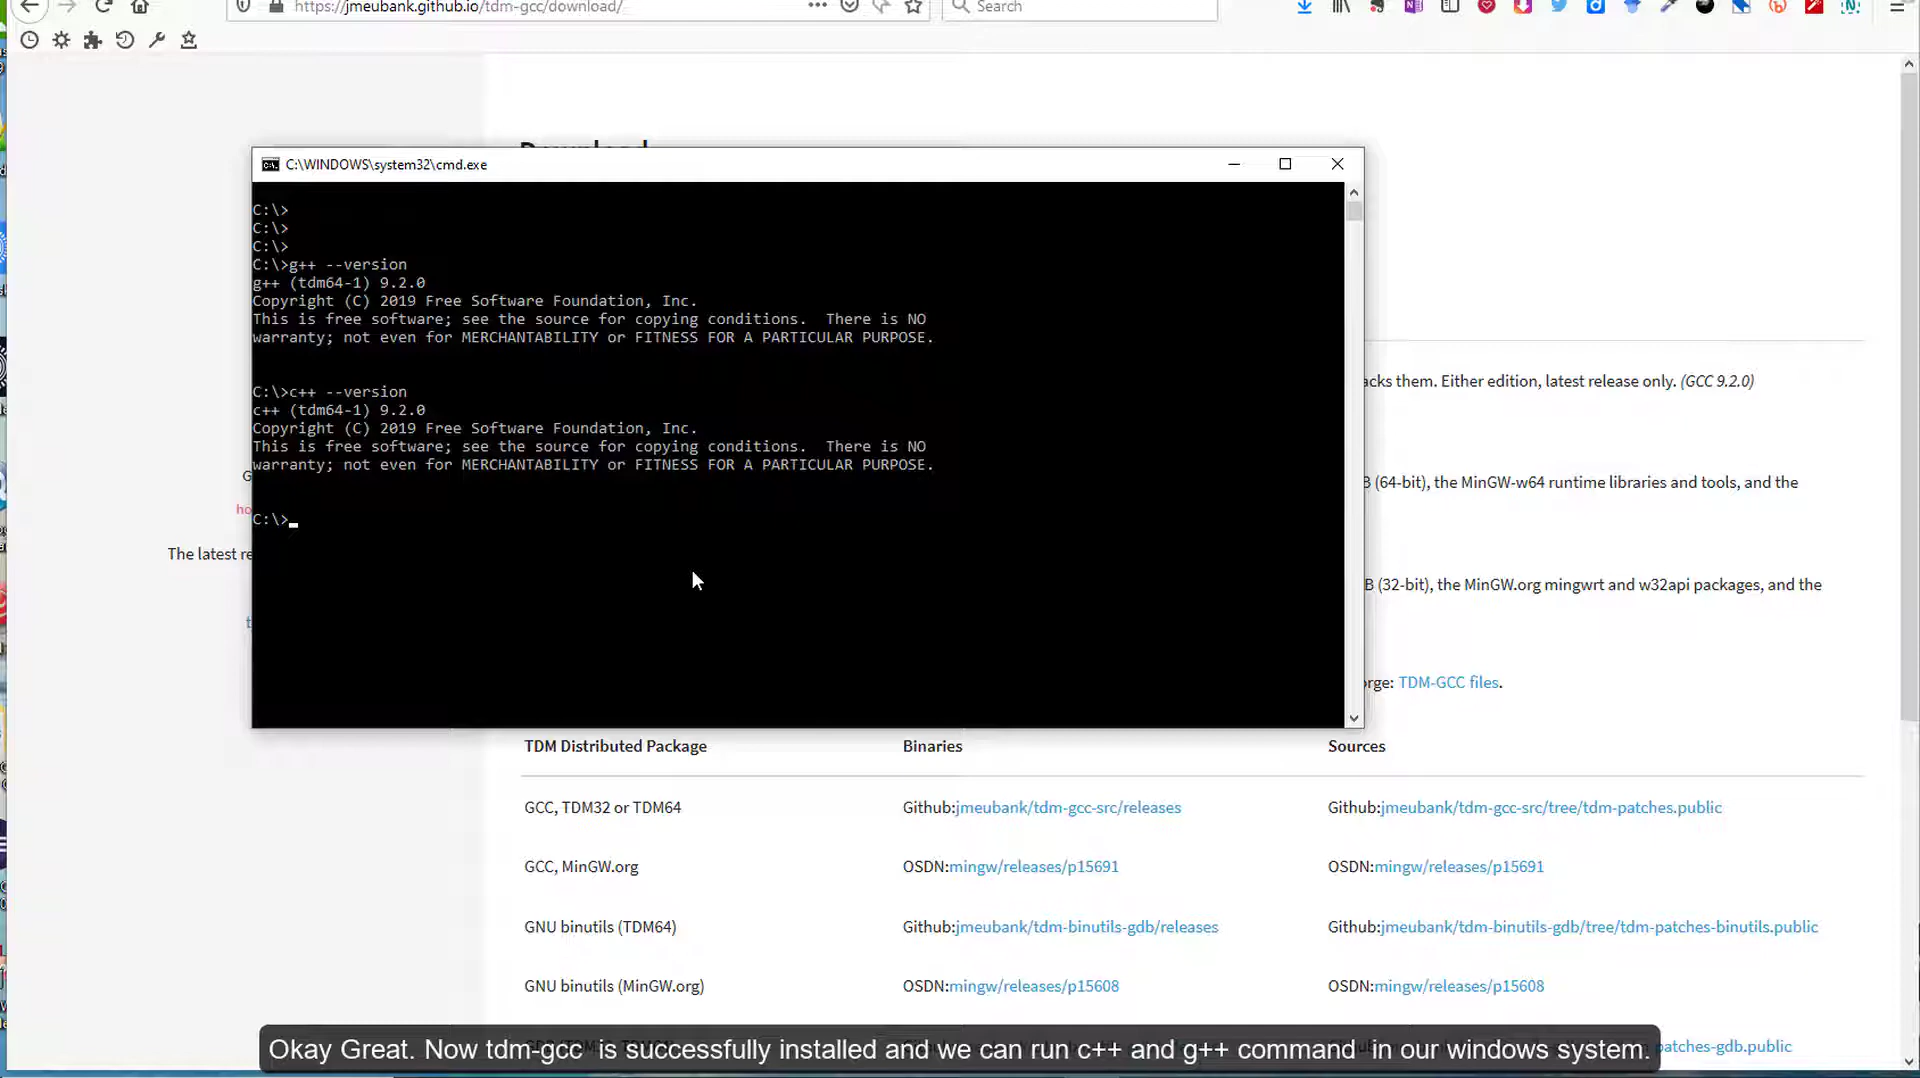 https://jmeubank.github.io/tdm-gcc/download/
Search
Download
C:\WINDOWS\system32\cmd.exe
C:\>
C:\>
C:\>
C:\>g++ --version
g++ (tdm64-1) 9.2.0
Copyright (C) 2019 Free Software Foundation, Inc.
This is free software; see the source for copying conditions.  There is NO
warranty; not even for MERCHANTABILITY or FITNESS FOR A PARTICULAR PURPOSE.
C:\>c++ --version
c++ (tdm64-1) 9.2.0
Copyright (C) 2019 Free Software Foundation, Inc.
This is free software; see the source for copying conditions.  There is NO
warranty; not even for MERCHANTABILITY or FITNESS FOR A PARTICULAR PURPOSE.
C:\>
acks them. Either edition, latest release only. (GCC 9.2.0)
G
B (64-bit), the MinGW-w64 runtime libraries and tools, and the
ho
The latest re
B (32-bit), the MinGW.org mingwrt and w32api packages, and the
t
orge: TDM-GCC files.
TDM Distributed Package Binaries Sources
GCC, TDM32 or TDM64 Github:jmeubank/tdm-gcc-src/releases Github:jmeubank/tdm-gcc-src/tree/tdm-patches.public
GCC, MinGW.org OSDN:mingw/releases/p15691 OSDN:mingw/releases/p15691
GNU binutils (TDM64) Github:jmeubank/tdm-binutils-gdb/releases Github:jmeubank/tdm-binutils-gdb/tree/tdm-patches-binutils.public
GNU binutils (MinGW.org) OSDN:mingw/releases/p15608 OSDN:mingw/releases/p15608
patches-gdb.public
Okay Great. Now tdm-gcc is successfully installed and we can run c++ and g++ command in our windows system.